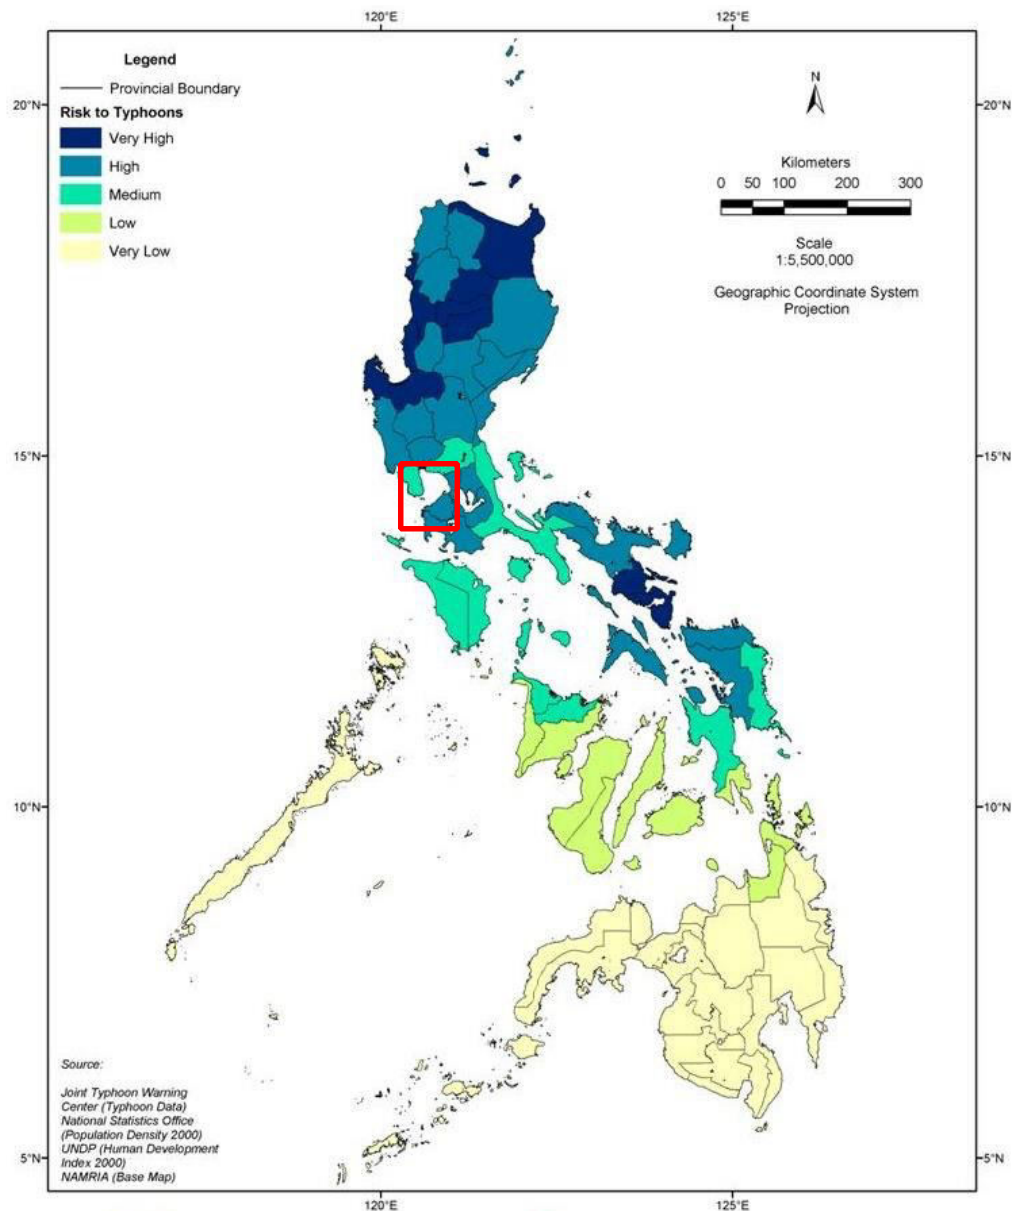 120°E 125°E
Legend
Provincial Boundary
Risk to Typhoons
Very High
High
Medium
Low
Very Low
20°N 20°N
N
Kilometers
0 50 100 200 300
Scale
1:5,500,000
Geographic Coordinate System
Projection
15°N 15°N
10°N 10°N
Source:
Joint Typhoon Warning
Center (Typhoon Data)
National Statistics Office
(Population Density 2000)
UNDP (Human Development
Index 2000)
NAMRIA (Base Map)
5°N 5°N
120°E 125°E